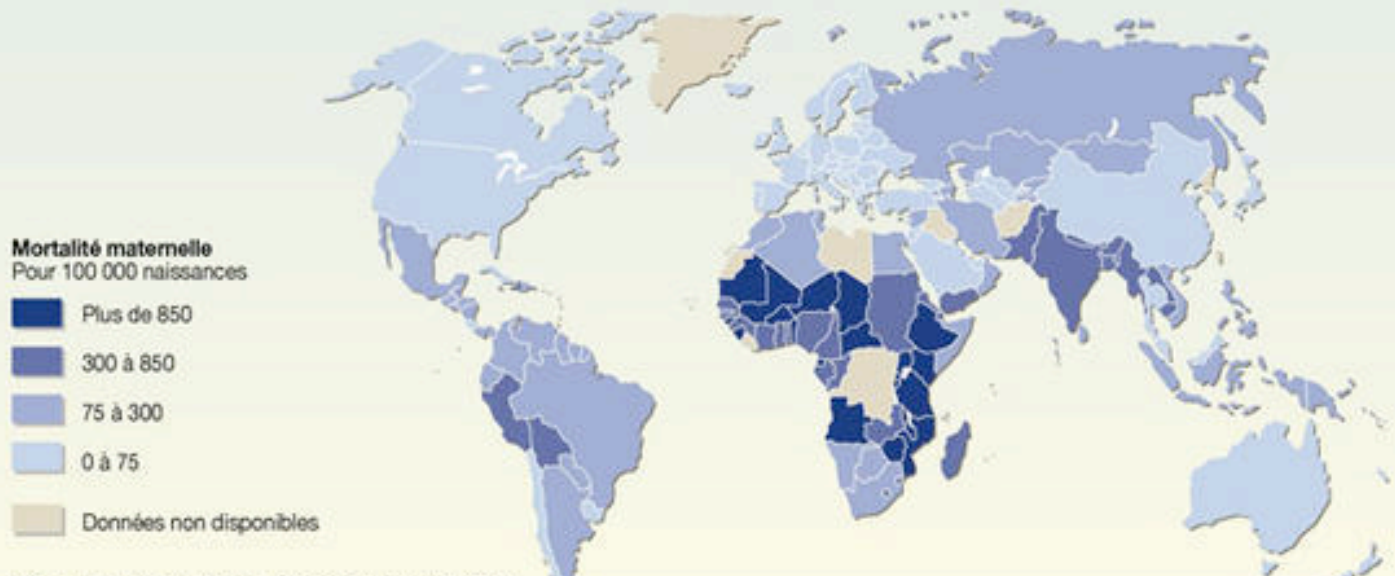 Mortalité maternelle
Pour 100 000 naissances
Plus de 850
300 à 850
75 à 300
0 à 75
Données non disponibles